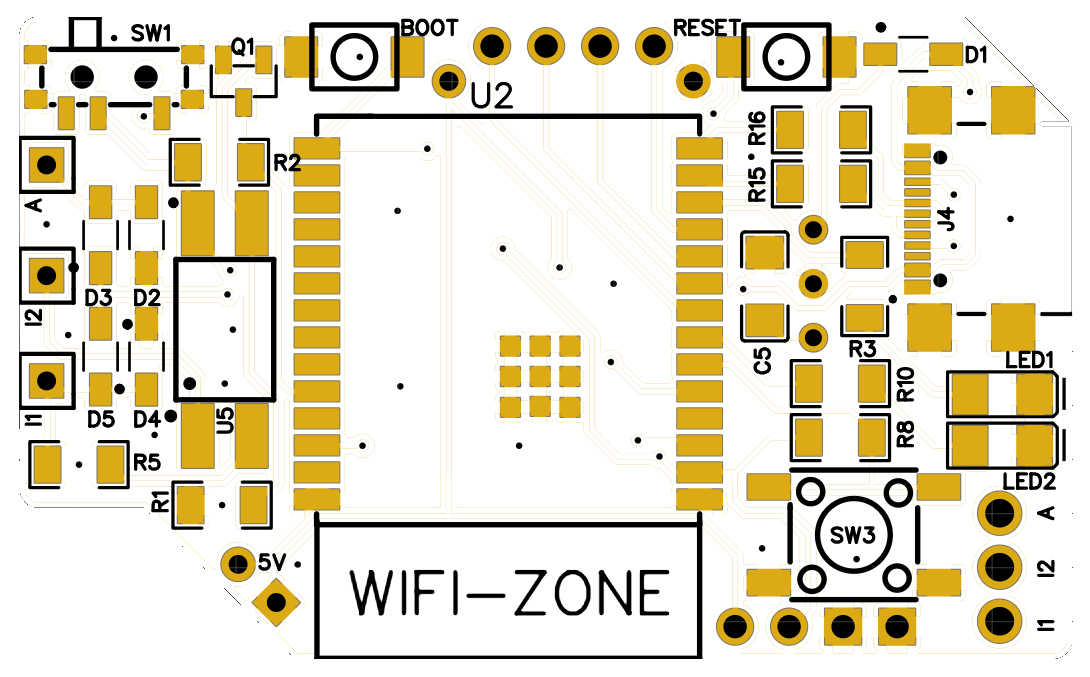 BOOT
RESET
SW1
Q1
D1
U2
R16
R2
R15
A
J4
D3
D2
I2
R3
C5
LED1
R10
I1
D5
D4
U5
R8
R5
LED2
R1
A
SW3
5V
I2
WIFI-ZONE
I1